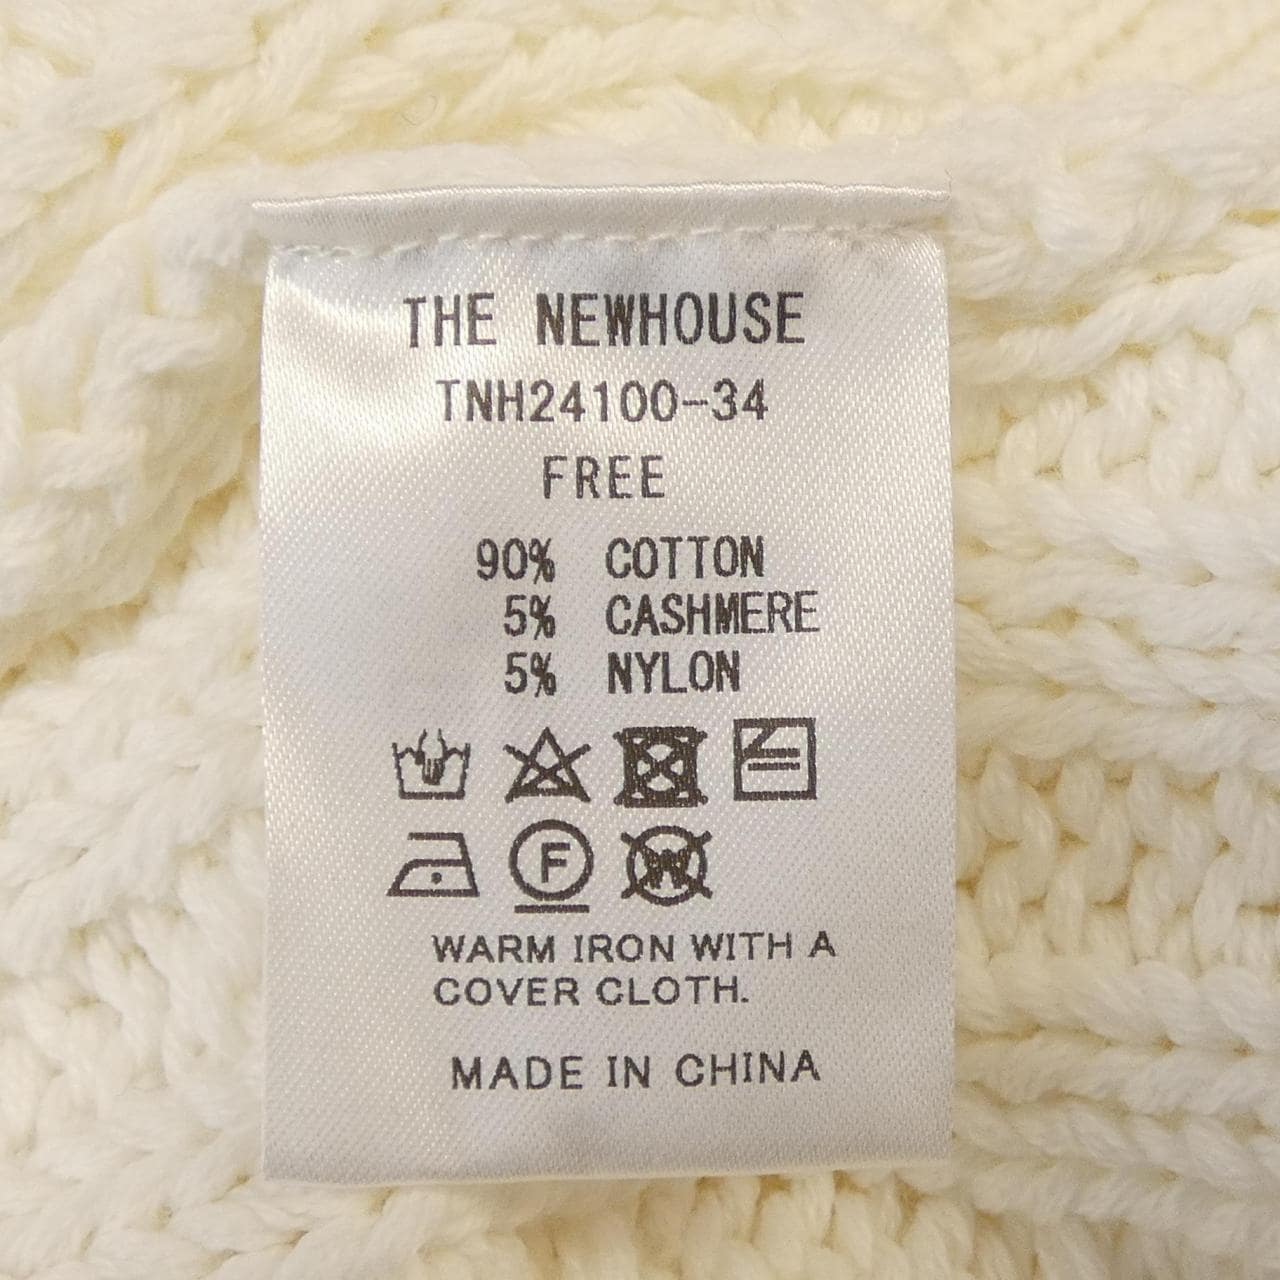 THE NEWHOUSE
TNH24100-34
FREE
90% COTTON
5% CASHMERE
5% NYLON
F W
WARM IRON WITH A
COVER CLOTH.
MADE IN CHINA